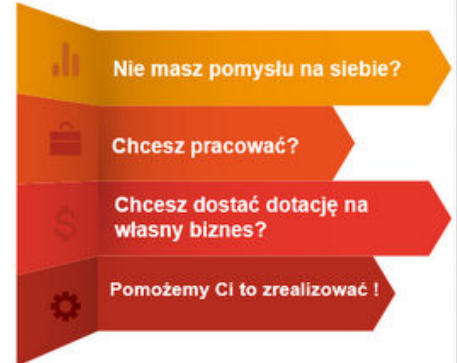 Nie masz pomysłu na siebie?
Chcesz pracować?
Chcesz dostać dotację na
własny biznes?
Pomożemy Ci to zrealizować !